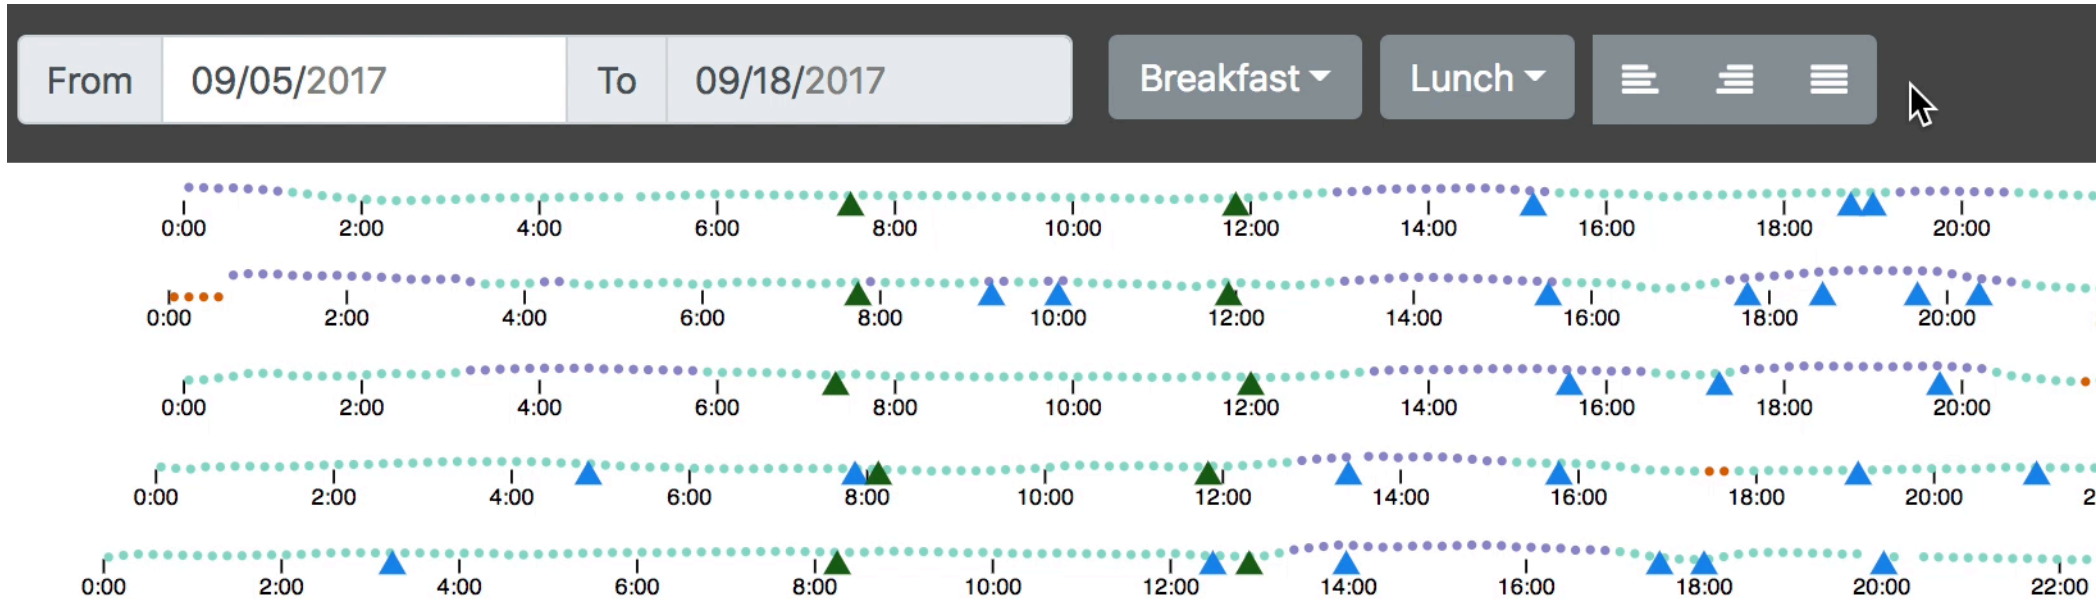 From 09/05/2017 To 09/18/2017 Breakfast Lunch
0:00 2:00 4:00 6:00 8:00 10:00 12:00 14:00 16:00 18:00 20:00
0:00 2:00 4:00 6:00 8:00 10:00 12:00 14:00 16:00 18:00 20:00
0:00 2:00 4:00 6:00 8:00 10:00 12:00 14:00 16:00 18:00 20:00
0:00 2:00 4:00 6:00 8:00 10:00 12:00 14:00 16:00 18:00 20:00 2
0:00 2:00 4:00 6:00 8:00 10:00 12:00 14:00 16:00 18:00 20:00 22:00